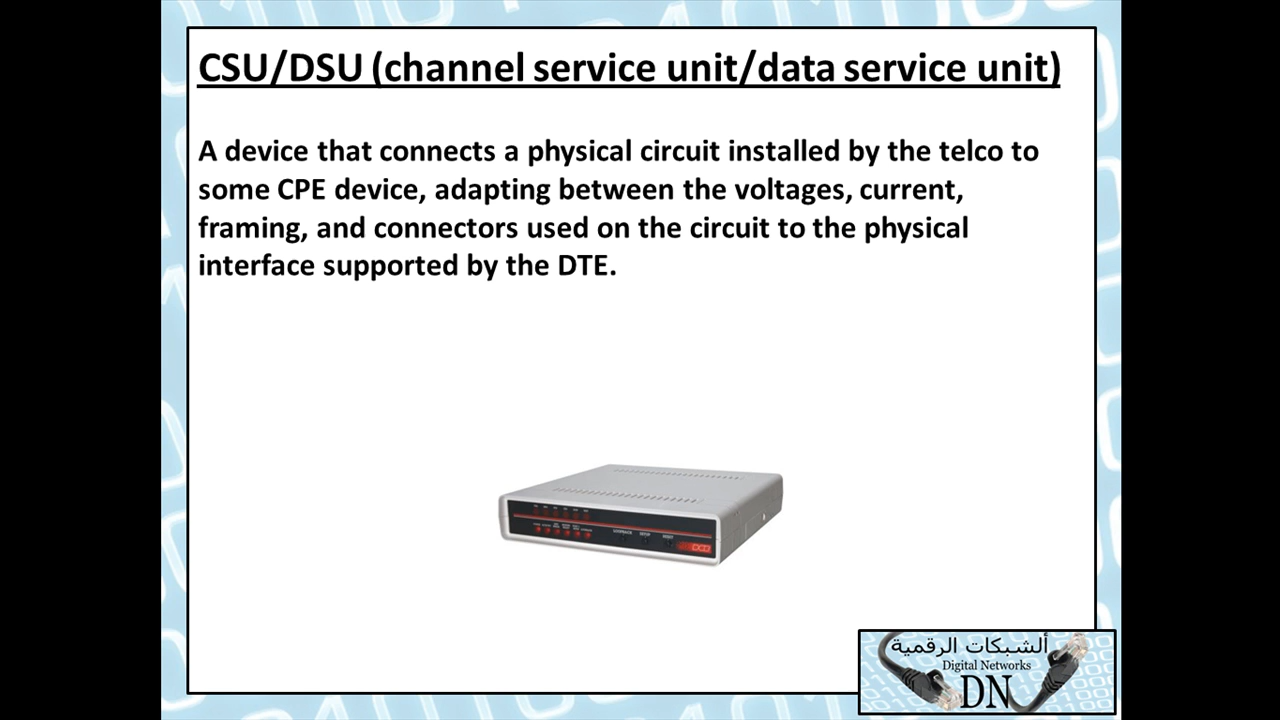 CSU/DSU (channel service unit/data service unit)
A device that connects a physical circuit installed by the telco to
some CPE device, adapting between the voltages, current,
framing, and connectors used on the circuit to the physical
interface supported by the DTE.
ألشبكات الرقمية
Digital Networks
DN